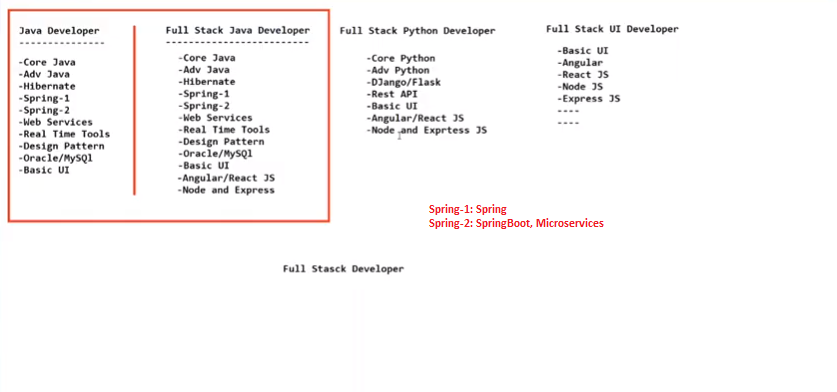 Java Developer
---------------
-Core Java
-Adv Java
-Hibernate
-Spring-1
-Spring-2
-Web Services
-Real Time Tools
-Design Pattern
-Oracle/MySQl
-Basic UI
Full Stack Java Developer
-------------------------
-Core Java
-Adv Java
-Hibernate
-Spring-1
-Spring-2
-Web Services
-Real Time Tools
-Design Pattern
-Oracle/MySQl
-Basic UI
-Angular/React JS
-Node and Express
Full Stack Python Developer
-Core Python
-Adv Python
-DJango/Flask
-Rest API
-Basic UI
-Angular/React JS
-Node and Exprtess JS
Full Stack UI Developer
-Basic UI
-Angular
-React JS
-Node JS
-Express JS
----
----
Spring-1: Spring
Spring-2: SpringBoot, Microservices
Full Stasck Developer